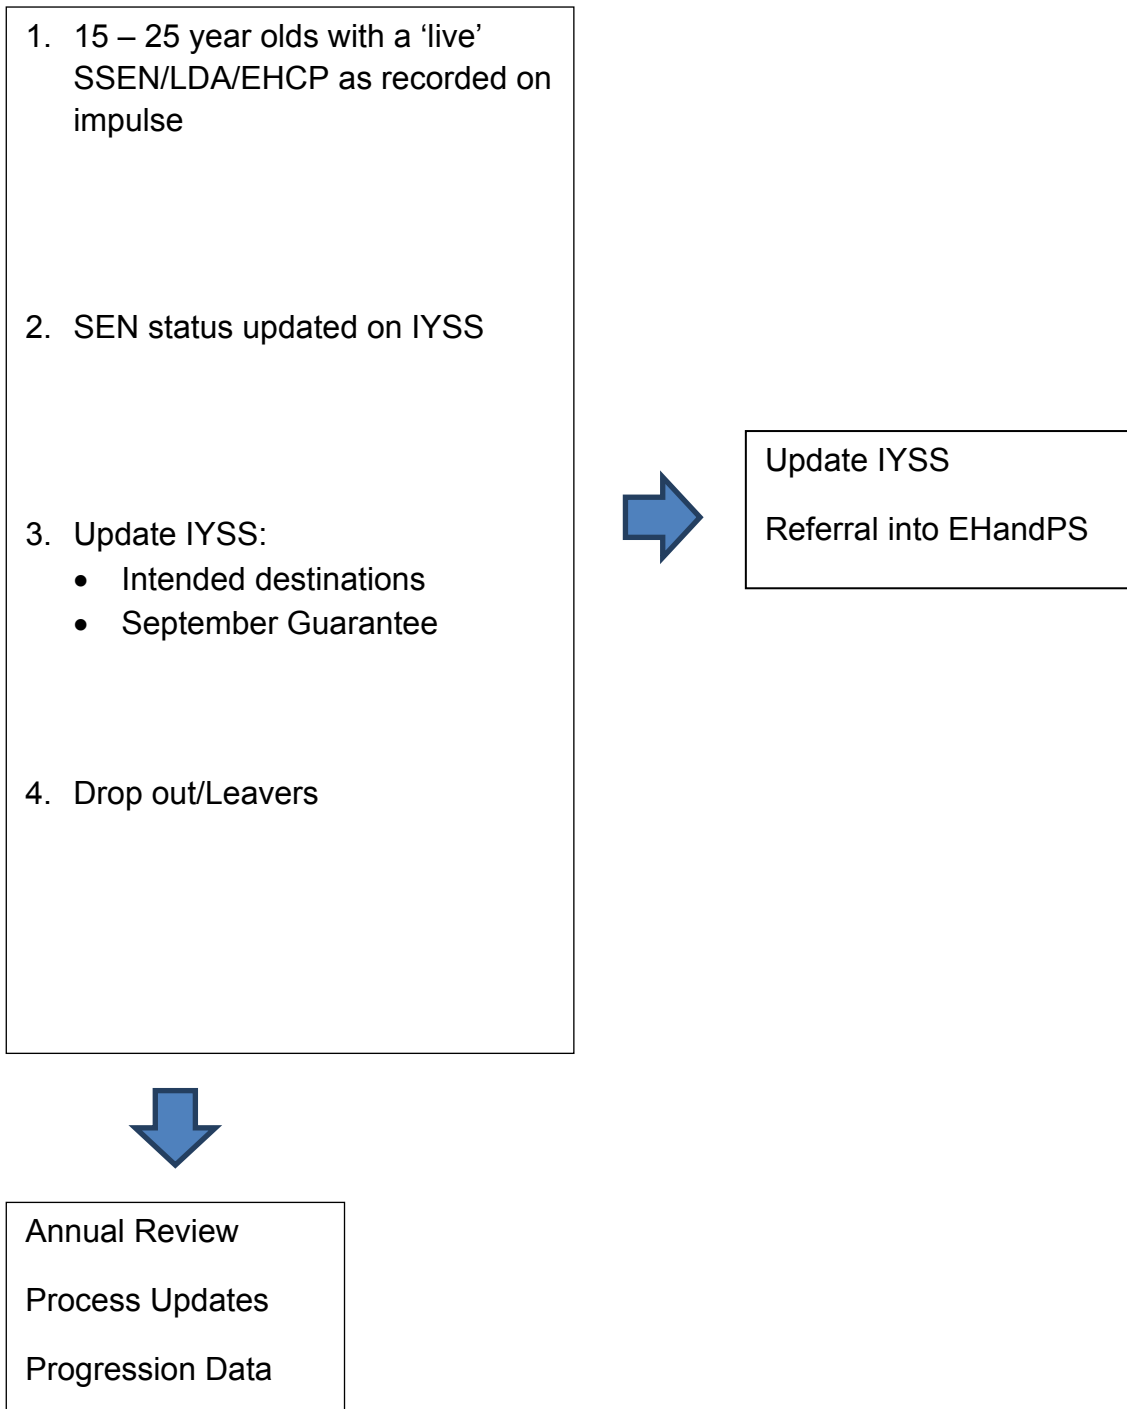 1. 15 – 25 year olds with a ‘live’
SSEN/LDA/EHCP as recorded on
impulse
2. SEN status updated on IYSS
3. Update IYSS:
• Intended destinations
• September Guarantee
4. Drop out/Leavers
Update IYSS
Referral into EHandPS
Annual Review
Process Updates
Progression Data